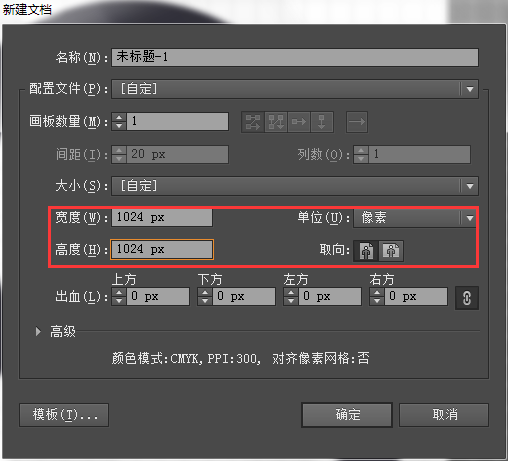 新建文档
名称(N): 未标题-1
配置文件(P): [自定]
画板数量(M): 1
间距(I): 20 px 列数(O): 1
大小(S): [自定]
宽度(W): 1024 px 单位(U): 像素
高度(H): 1024 px 取向:
上方 下方 左方 右方
出血(L): 0 px 0 px 0 px 0 px
高级
颜色模式:CMYK, PPI:300, 对齐像素网格:否
模板(T)... 确定 取消